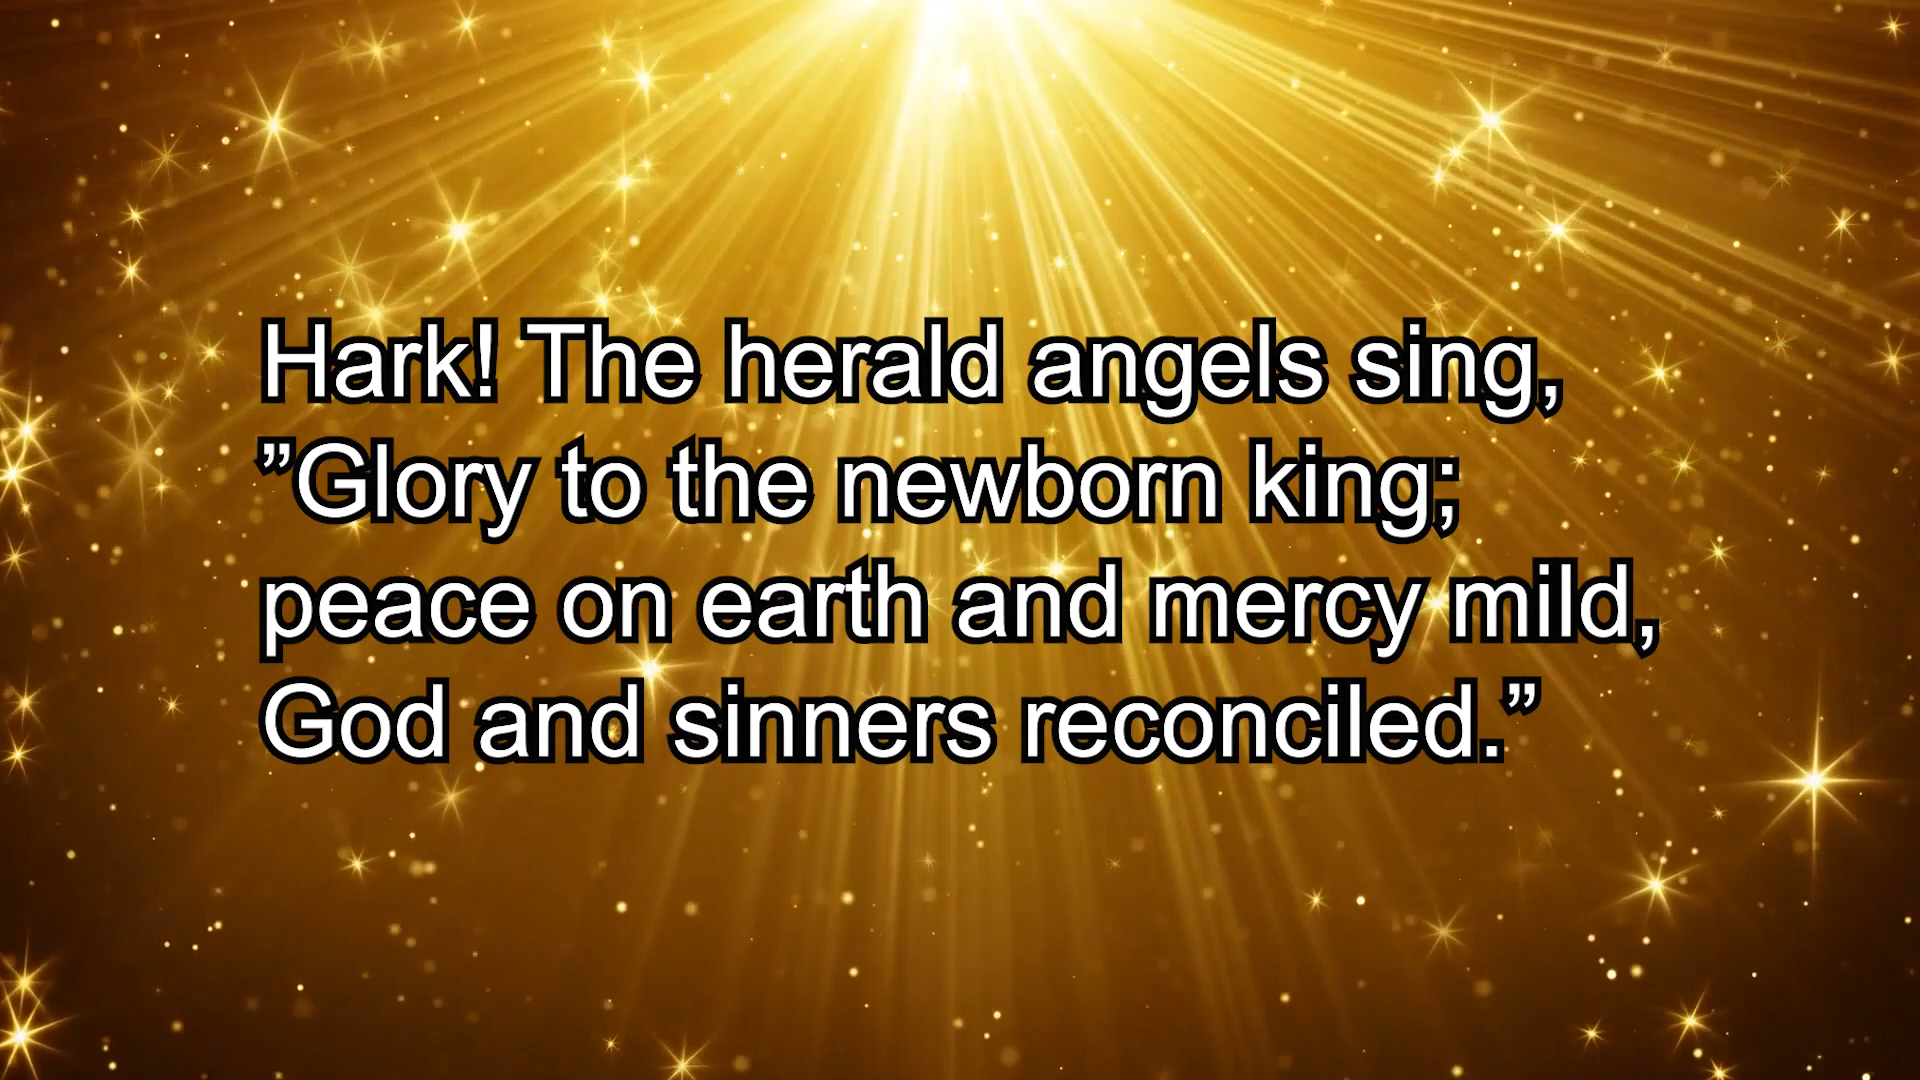 Hark! The herald angels sing,
”Glory to the newborn king;
peace on earth and mercy mild,
God and sinners reconciled.”